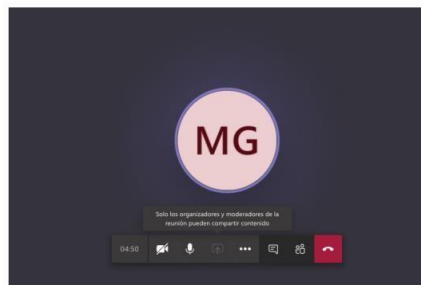 MG
Solo los organizadores y moderadores de la
reunión pueden compartir contenido
04:50